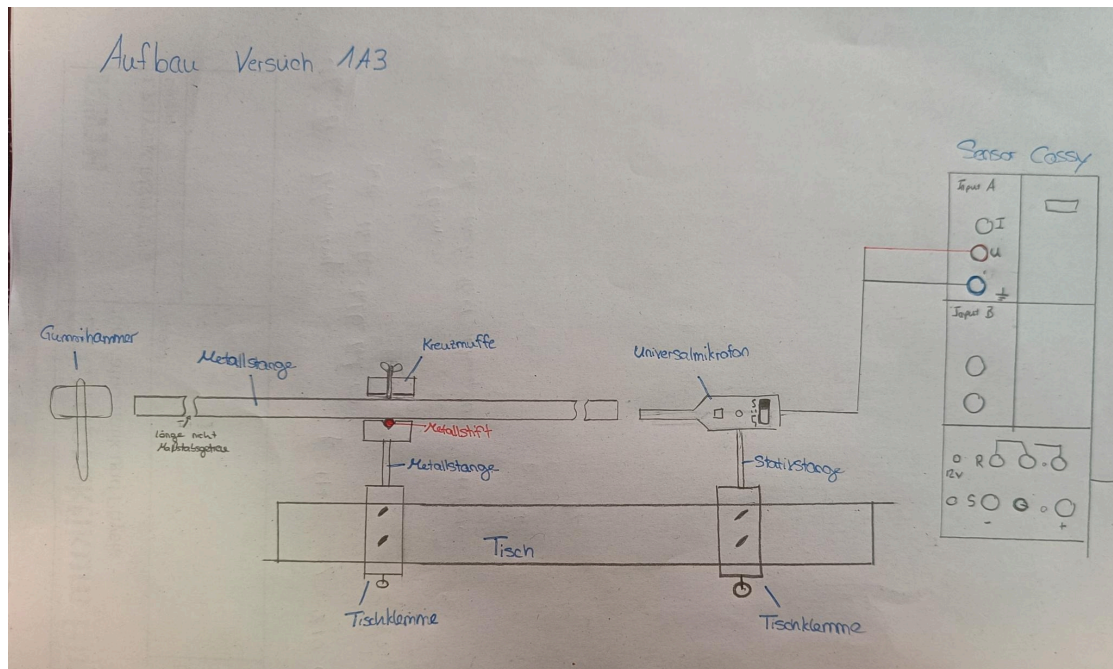 Aufbau Versuch 1A3
Sensor Cassy
Input A
I
U
Input B
Gummihammer
Metallstange
Kreuzmuffe
Universalmikrofon
Länge nicht
Maßstabsgetreu
Metallstift
Metallstange
Stativstange
R
12V
S
-
+
Tisch
Tischklemme
Tischklemme